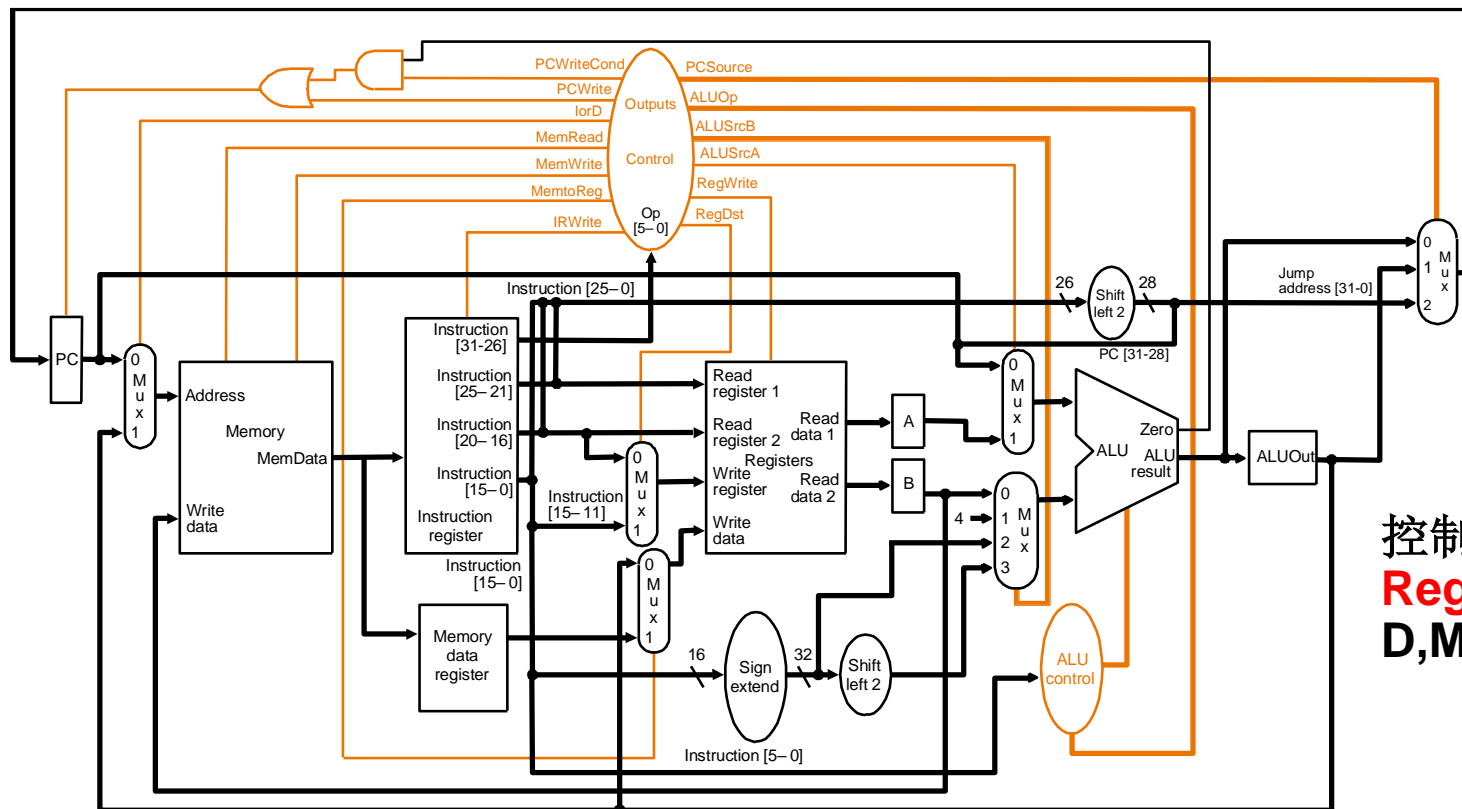 PCWriteCond
PCSource
PCWrite
ALUOp
Outputs
IorD
ALUSrcB
MemRead
ALUSrcA
Control
MemWrite
RegWrite
MemtoReg
RegDst
Op
[5–0]
IRWrite
Instruction [25–0]
26
Shift
left 2
28
Jump
address [31-0]
PC [31-28]
0
1
2
M
u
x
PC
0
M
u
x
1
Address
Memory
MemData
Write
data
Instruction
[31-26]
Instruction
[25–21]
Instruction
[20–16]
Instruction
[15–0]
Instruction
register
Instruction
[15–0]
Instruction
[15–11]
0
M
u
x
1
Read
register 1
Read
register 2
Registers
Write
register
Write
data
Read
data 1
Read
data 2
A
B
0
M
u
x
1
4
0
1
2
3
M
u
x
ALU
Zero
ALU
result
ALUOut
0
M
u
x
1
Memory
data
register
16
Sign
extend
32
Shift
left 2
ALU
control
Instruction [5–0]
控制
Reg
D,M